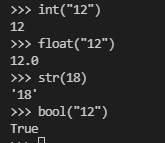 >>> int("12")
12
>>> float("12")
12.0
>>> str(18)
'18'
>>> bool("12")
True
>>>